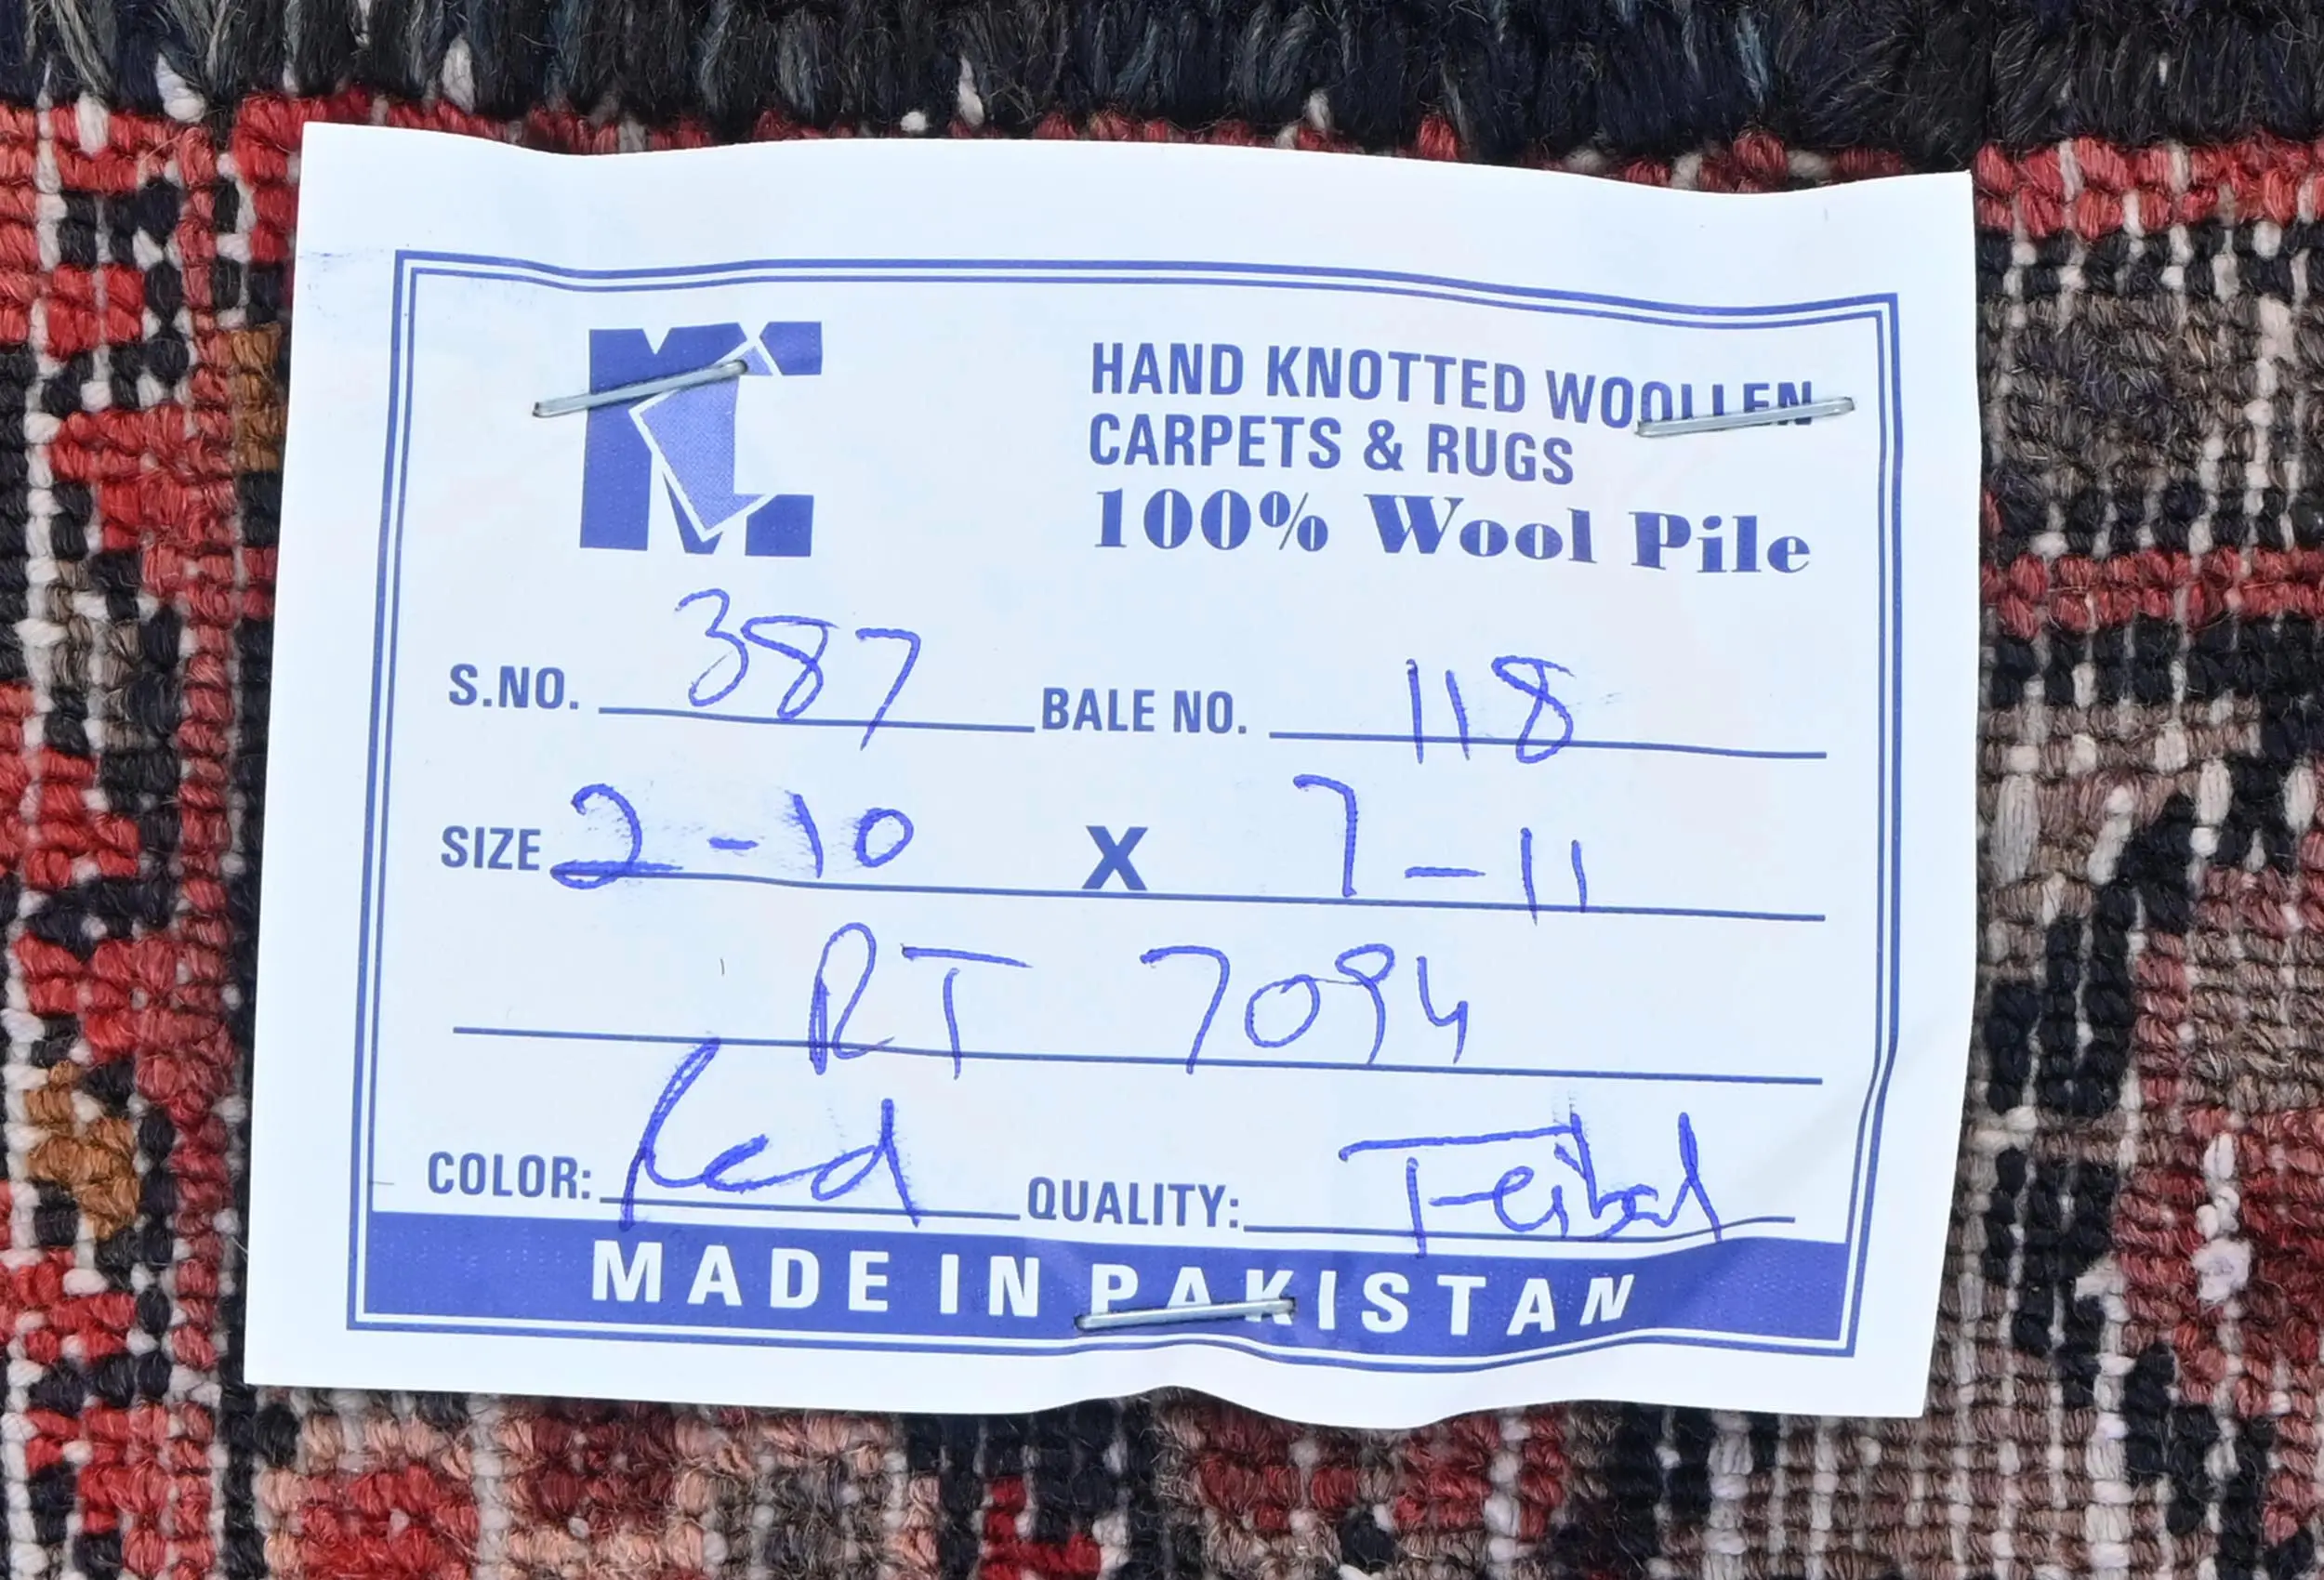 MC
HAND KNOTTED WOOLLEN
CARPETS & RUGS
100% Wool Pile
S.NO. 387 BALE NO. 118
SIZE 2-10 X 7-11
RT 7094
COLOR: Red QUALITY:
MADE IN PAKISTAN